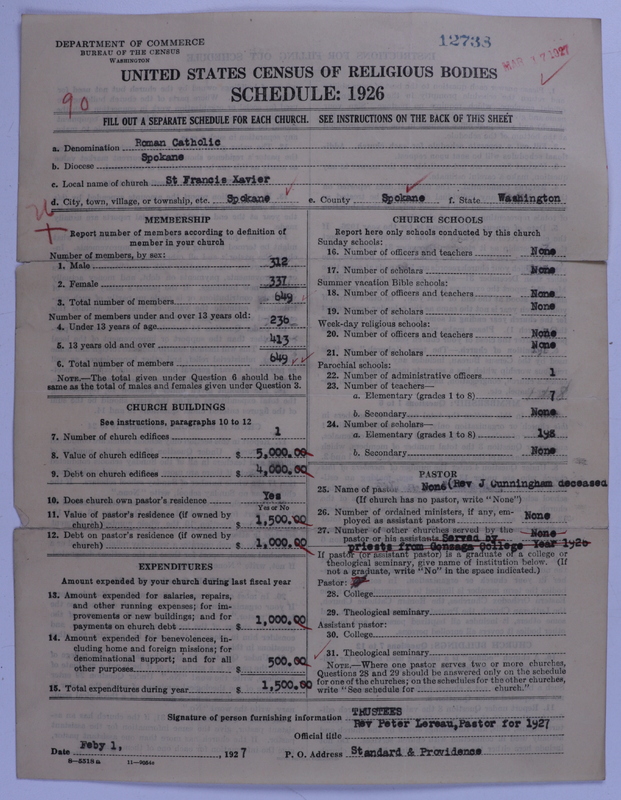 DEPARTMENT OF COMMERCE
BUREAU OF THE CENSUS
WASHINGTON
12738
MAR 17 1927
UNITED STATES CENSUS OF RELIGIOUS BODIES
SCHEDULE: 1926
90
FILL OUT A SEPARATE SCHEDULE FOR EACH CHURCH. SEE INSTRUCTIONS ON THE BACK OF THIS SHEET
a. Denomination Roman Catholic
b. Diocese Spokane
c. Local name of church St Francis Xavier
d. City, town, village, or township, etc. Spokane e. County Spokane f. State Washington
MEMBERSHIP
Report number of members according to definition of
member in your church
Number of members, by sex:
1. Male 312
2. Female 337
3. Total number of members 649
Number of members under and over 13 years old:
4. Under 13 years of age 236
5. 13 years old and over 413
6. Total number of members 649
NOTE.—The total given under Question 6 should be
same as the total of males and females given under Question 3.
CHURCH BUILDINGS
See instructions, paragraphs 10 to 12
7. Number of church edifices 1
8. Value of church edifices $ 5,000.00
9. Debt on church edifices $ 4,000.00
10. Does church own pastor's residence Yes
Yes or No
11. Value of pastor's residence (if owned by
church) $ 1,500.00
12. Debt on pastor's residence (if owned by
church) $ 1,000.00
EXPENDITURES
Amount expended by your church during last fiscal year
13. Amount expended for salaries, repairs,
and other running expenses; for im-
provements or new buildings; and for
payments on church debt $ 1,000.00
14. Amount expended for benevolences, in-
cluding home and foreign missions; for
denominational support; and for all
other purposes $ 500.00
15. Total expenditures during year $ 1,500.00
CHURCH SCHOOLS
Report here only schools conducted by this church
Sunday schools:
16. Number of officers and teachers None
17. Number of scholars None
Summer vacation Bible schools:
18. Number of officers and teachers None
19. Number of scholars None
Week-day religious schools:
20. Number of officers and teachers None
21. Number of scholars None
Parochial schools:
22. Number of administrative officers 1
23. Number of teachers—
a. Elementary (grades 1 to 8) 7
b. Secondary None
24. Number of scholars—
a. Elementary (grades 1 to 8) 198
b. Secondary None
PASTOR
25. Name of pastor None (Rev J Cunningham deceased
(If church has no pastor, write "None")
26. Number of ordained ministers, if any, em-
ployed as assistant pastors None
27. Number of other churches served by the None
pastor or his assistants Served by
priests from Gonzaga College Year 1926
If pastor (or assistant pastor) is a graduate of a college or
theological seminary, give name of institution below. (If
not a graduate, write "No" in the space indicated.)
Pastor:
28. College
29. Theological seminary
Assistant pastor:
30. College
31. Theological seminary
NOTE.—Where one pastor serves two or more churches,
Questions 28 and 29 should be answered only on the schedule
for one of the churches; on the schedules for the other churches,
write "See schedule for church."
TRUSTEES
Signature of person furnishing information Rev Peter Lereau, Pastor for 1927
Official title
Date Feby 1, , 1927 P. O. Address Standard & Providence
8—5519a 11—9264c